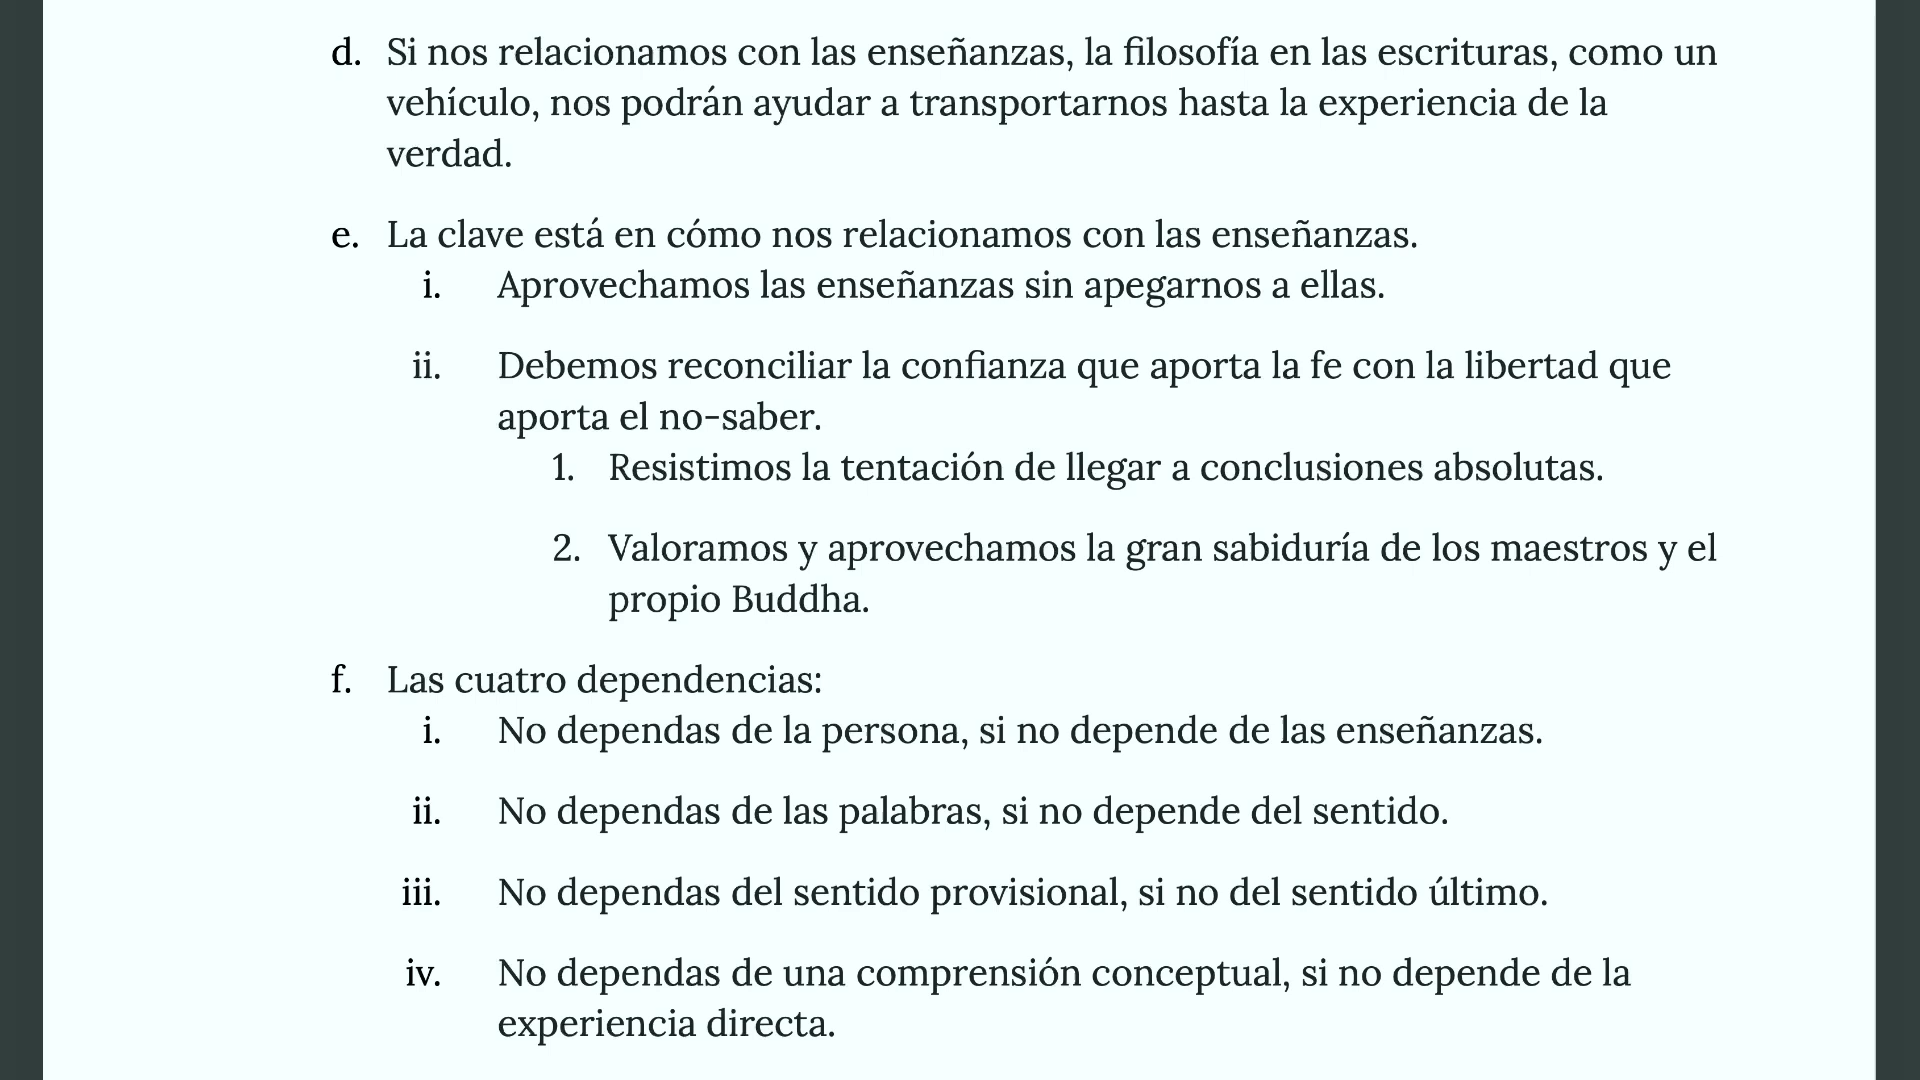 d. Si nos relacionamos con las enseñanzas, la filosofía en las escrituras, como un
vehículo, nos podrán ayudar a transportarnos hasta la experiencia de la
verdad.
e. La clave está en cómo nos relacionamos con las enseñanzas.
i. Aprovechamos las enseñanzas sin apegarnos a ellas.
ii. Debemos reconciliar la confianza que aporta la fe con la libertad que
aporta el no-saber.
1. Resistimos la tentación de llegar a conclusiones absolutas.
2. Valoramos y aprovechamos la gran sabiduría de los maestros y el
propio Buddha.
f. Las cuatro dependencias:
i. No dependas de la persona, si no depende de las enseñanzas.
ii. No dependas de las palabras, si no depende del sentido.
iii. No dependas del sentido provisional, si no del sentido último.
iv. No dependas de una comprensión conceptual, si no depende de la
experiencia directa.